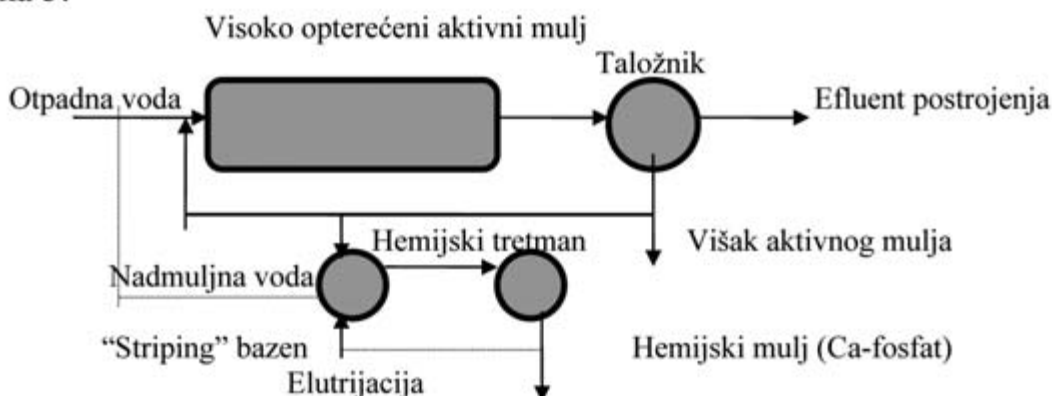 Visoko opterećeni aktivni mulj
Taložnik
Otpadna voda
Efluent postrojenja
Hemijski tretman
Višak aktivnog mulja
Nadmuljna voda
“Striping” bazen
Hemijski mulj (Ca-fosfat)
Elutrijacija